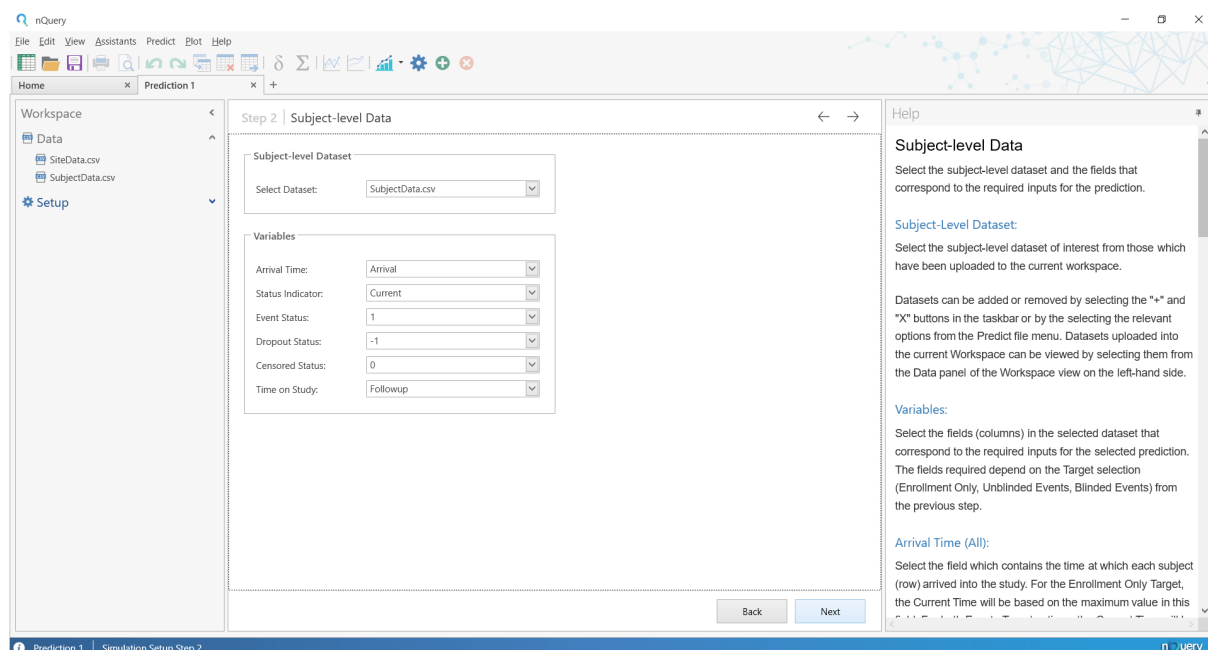 nQuery
File Edit View Assistants Predict Plot Help
Home × Prediction 1 × +
Workspace
Data
SiteData.csv
SubjectData.csv
Setup
Step 2 | Subject-level Data
Subject-level Dataset
Select Dataset: SubjectData.csv
Variables
Arrival Time: Arrival
Status Indicator: Current
Event Status: 1
Dropout Status: -1
Censored Status: 0
Time on Study: Followup
Back Next
Help
Subject-level Data
Select the subject-level dataset and the fields that
correspond to the required inputs for the prediction.
Subject-Level Dataset:
Select the subject-level dataset of interest from those which
have been uploaded to the current workspace.
Datasets can be added or removed by selecting the "+" and
"X" buttons in the taskbar or by the selecting the relevant
options from the Predict file menu. Datasets uploaded into
the current Workspace can be viewed by selecting them from
the Data panel of the Workspace view on the left-hand side.
Variables:
Select the fields (columns) in the selected dataset that
correspond to the required inputs for the selected prediction.
The fields required depend on the Target selection
(Enrollment Only, Unblinded Events, Blinded Events) from
the previous step.
Arrival Time (All):
Select the field which contains the time at which each subject
(row) arrived into the study. For the Enrollment Only Target,
the Current Time will be based on the maximum value in this
Prediction 1 | Simulation Setup Step 2
nQuery